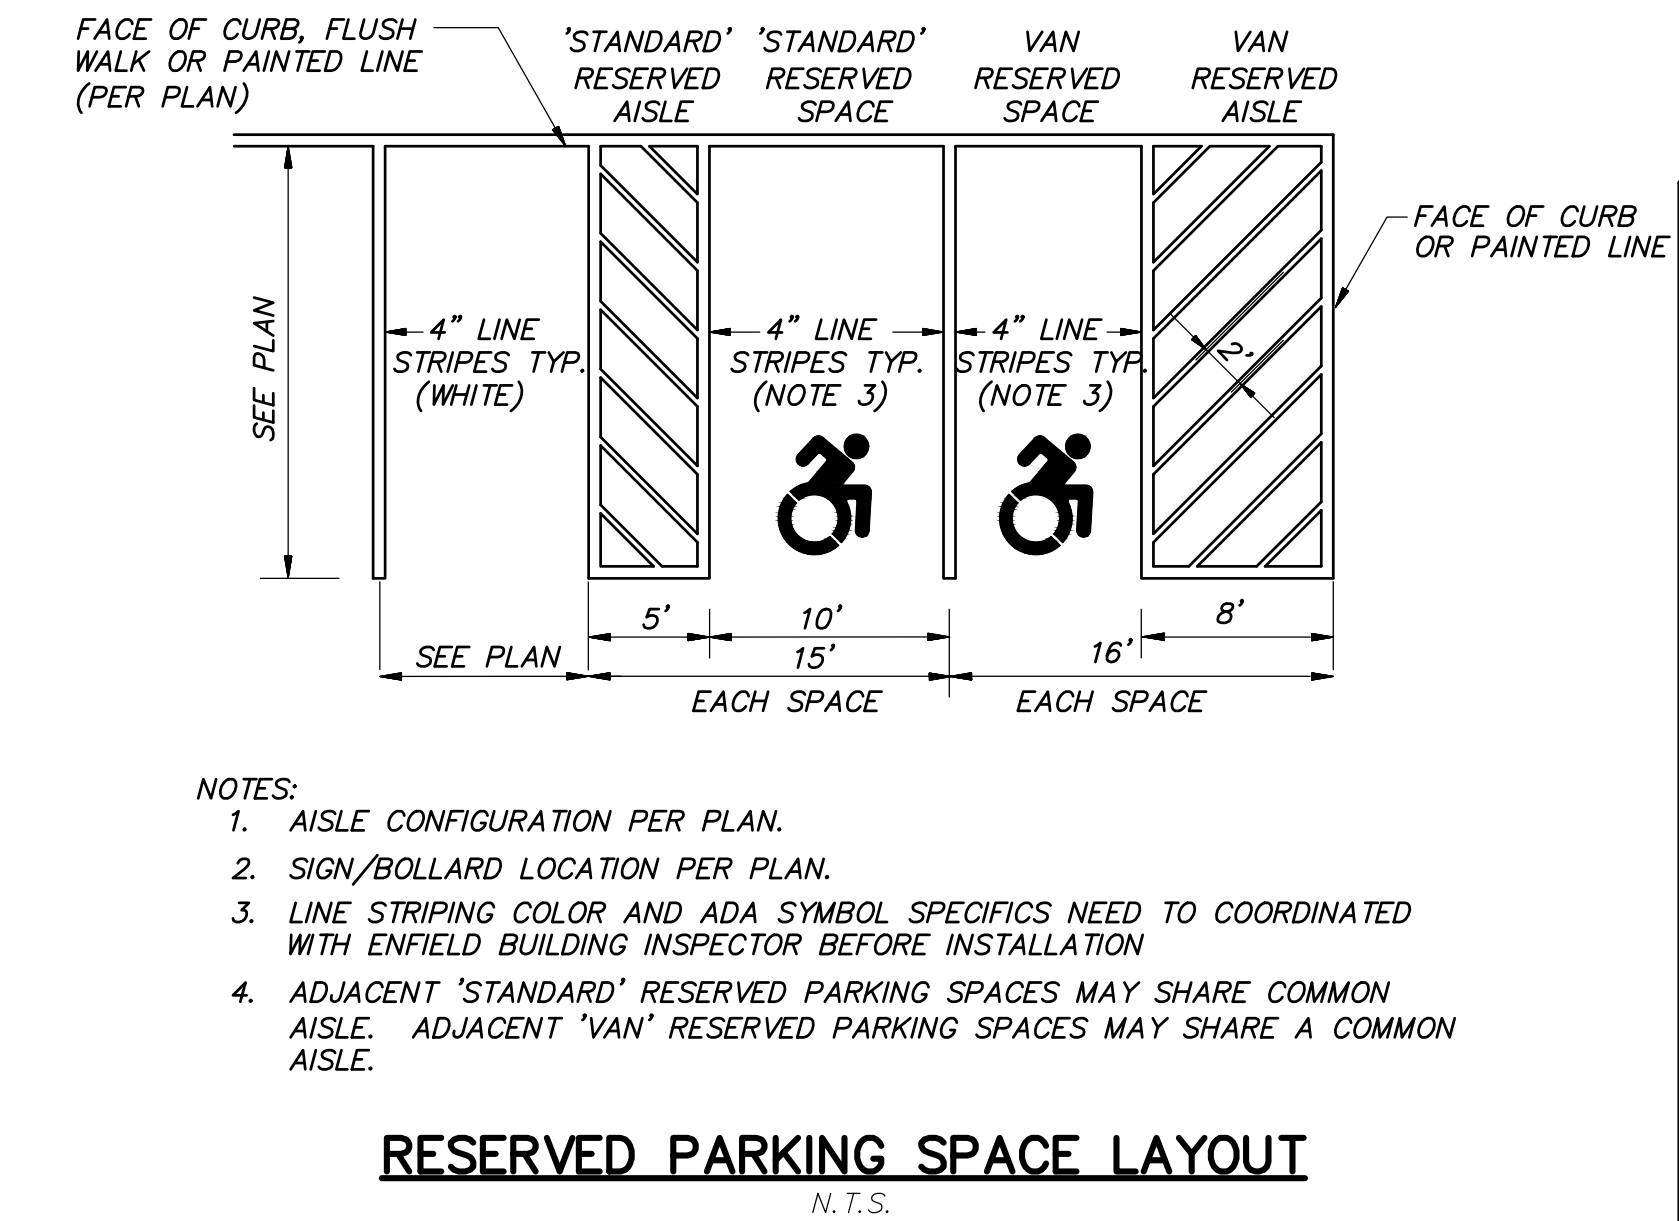 FACE OF CURB, FLUSH
WALK OR PAINTED LINE
(PER PLAN)
'STANDARD'
RESERVED
AISLE
'STANDARD'
RESERVED
SPACE
VAN
RESERVED
SPACE
VAN
RESERVED
AISLE
FACE OF CURB
OR PAINTED LINE
SEE PLAN
4" LINE
STRIPES TYP.
(WHITE)
4" LINE
STRIPES TYP.
(NOTE 3)
4" LINE
STRIPES TYP.
(NOTE 3)
2'
5'
10'
8'
SEE PLAN
15'
16'
EACH SPACE
EACH SPACE
NOTES:
1. AISLE CONFIGURATION PER PLAN.
2. SIGN/BOLLARD LOCATION PER PLAN.
3. LINE STRIPING COLOR AND ADA SYMBOL SPECIFICS NEED TO COORDINATED
WITH ENFIELD BUILDING INSPECTOR BEFORE INSTALLATION
4. ADJACENT 'STANDARD' RESERVED PARKING SPACES MAY SHARE COMMON
AISLE. ADJACENT 'VAN' RESERVED PARKING SPACES MAY SHARE A COMMON
AISLE.
RESERVED PARKING SPACE LAYOUT
N.T.S.